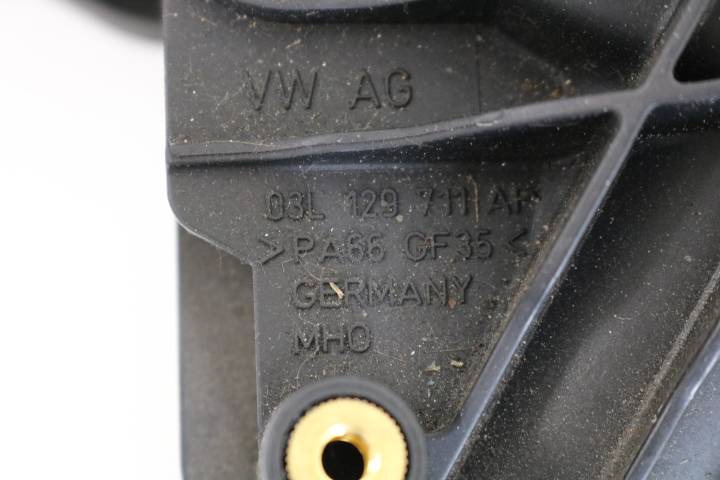 VW AG
03L 129 711 AF
>PA66 GF35<
GERMANY
MHO